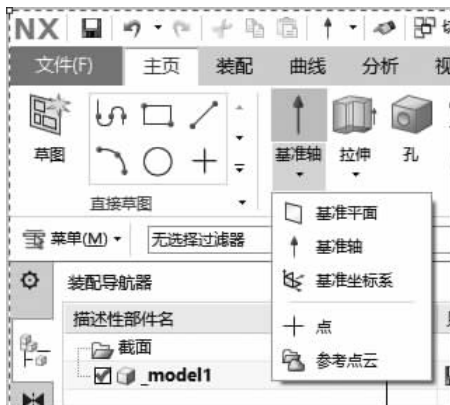 NX
文件(F) 主页 装配 曲线 分析
草图 基准轴 拉伸 孔
直接草图
基准平面
菜单(M) 无选择过滤器
基准轴
装配导航器
基准坐标系
描述性部件名
点
截面
参考点云
_model1